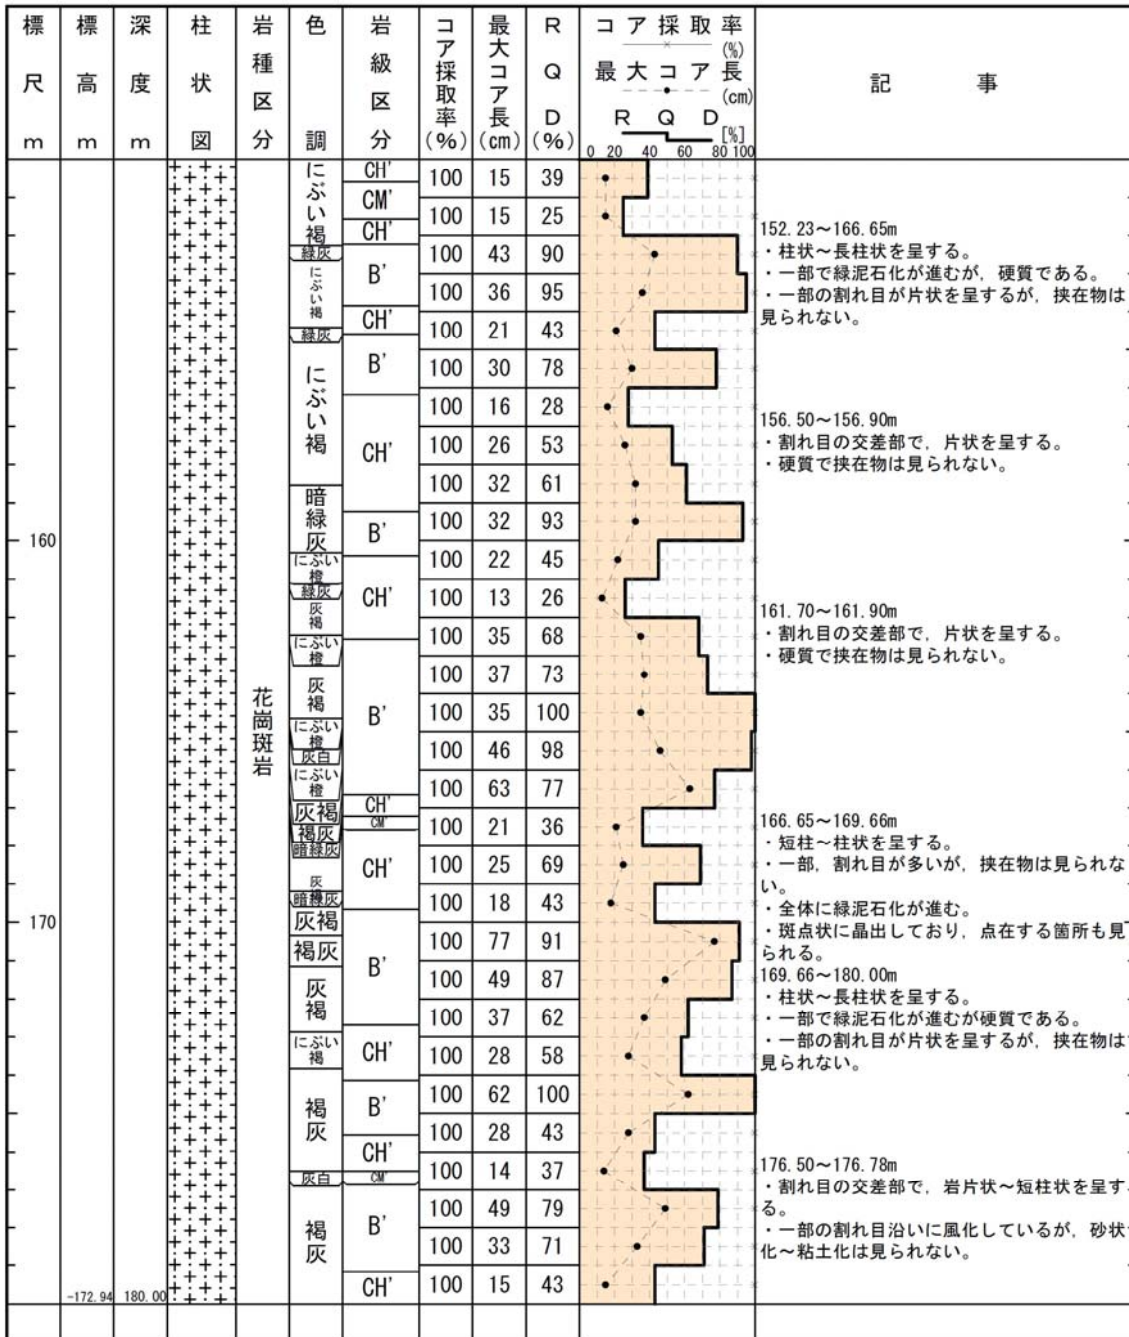 標尺m
標高m
深度m
柱状図
岩種区分
色調
岩級区分
コア採取率(%)
最大コア長(cm)
RQD(%)
コア採取率
(%)
最大コア長
(cm)
R Q D
[%]
0 20 40 60 80 100
記事
160
170
-172.94 180.00
花崗斑岩
にぶい褐
緑灰
にぶい褐
緑灰
にぶい褐
暗緑灰
にぶい橙
緑灰
灰褐
にぶい橙
灰褐
にぶい橙
灰白
にぶい橙
灰褐
褐灰
暗緑灰
灰褐
暗緑灰
灰褐
褐灰
灰褐
にぶい褐
褐灰
灰白
褐灰
CH'
CM'
CH'
B'
CH'
B'
CH'
B'
CH'
B'
CH'
CM'
CH'
B'
CH'
B'
CH'
CM'
B'
CH'
100 15 39
100 15 25
100 43 90
100 36 95
100 21 43
100 30 78
100 16 28
100 26 53
100 32 61
100 32 93
100 22 45
100 13 26
100 35 68
100 37 73
100 35 100
100 46 98
100 63 77
100 21 36
100 25 69
100 18 43
100 77 91
100 49 87
100 37 62
100 28 58
100 62 100
100 28 43
100 14 37
100 49 79
100 33 71
100 15 43
152.23～166.65m
・柱状～長柱状を呈する。
・一部で緑泥石化が進むが，硬質である。
・一部の割れ目が片状を呈するが，挟在物は
見られない。
156.50～156.90m
・割れ目の交差部で，片状を呈する。
・硬質で挟在物は見られない。
161.70～161.90m
・割れ目の交差部で，片状を呈する。
・硬質で挟在物は見られない。
166.65～169.66m
・短柱～柱状を呈する。
・一部，割れ目が多いが，挟在物は見られな
い。
・全体に緑泥石化が進む。
・斑点状に晶出しており，点在する箇所も見
られる。
169.66～180.00m
・柱状～長柱状を呈する。
・一部で緑泥石化が進むが硬質である。
・一部の割れ目が片状を呈するが，挟在物は
見られない。
176.50～176.78m
・割れ目の交差部で，岩片状～短柱状を呈す
る。
・一部の割れ目沿いに風化しているが，砂状
化～粘土化は見られない。